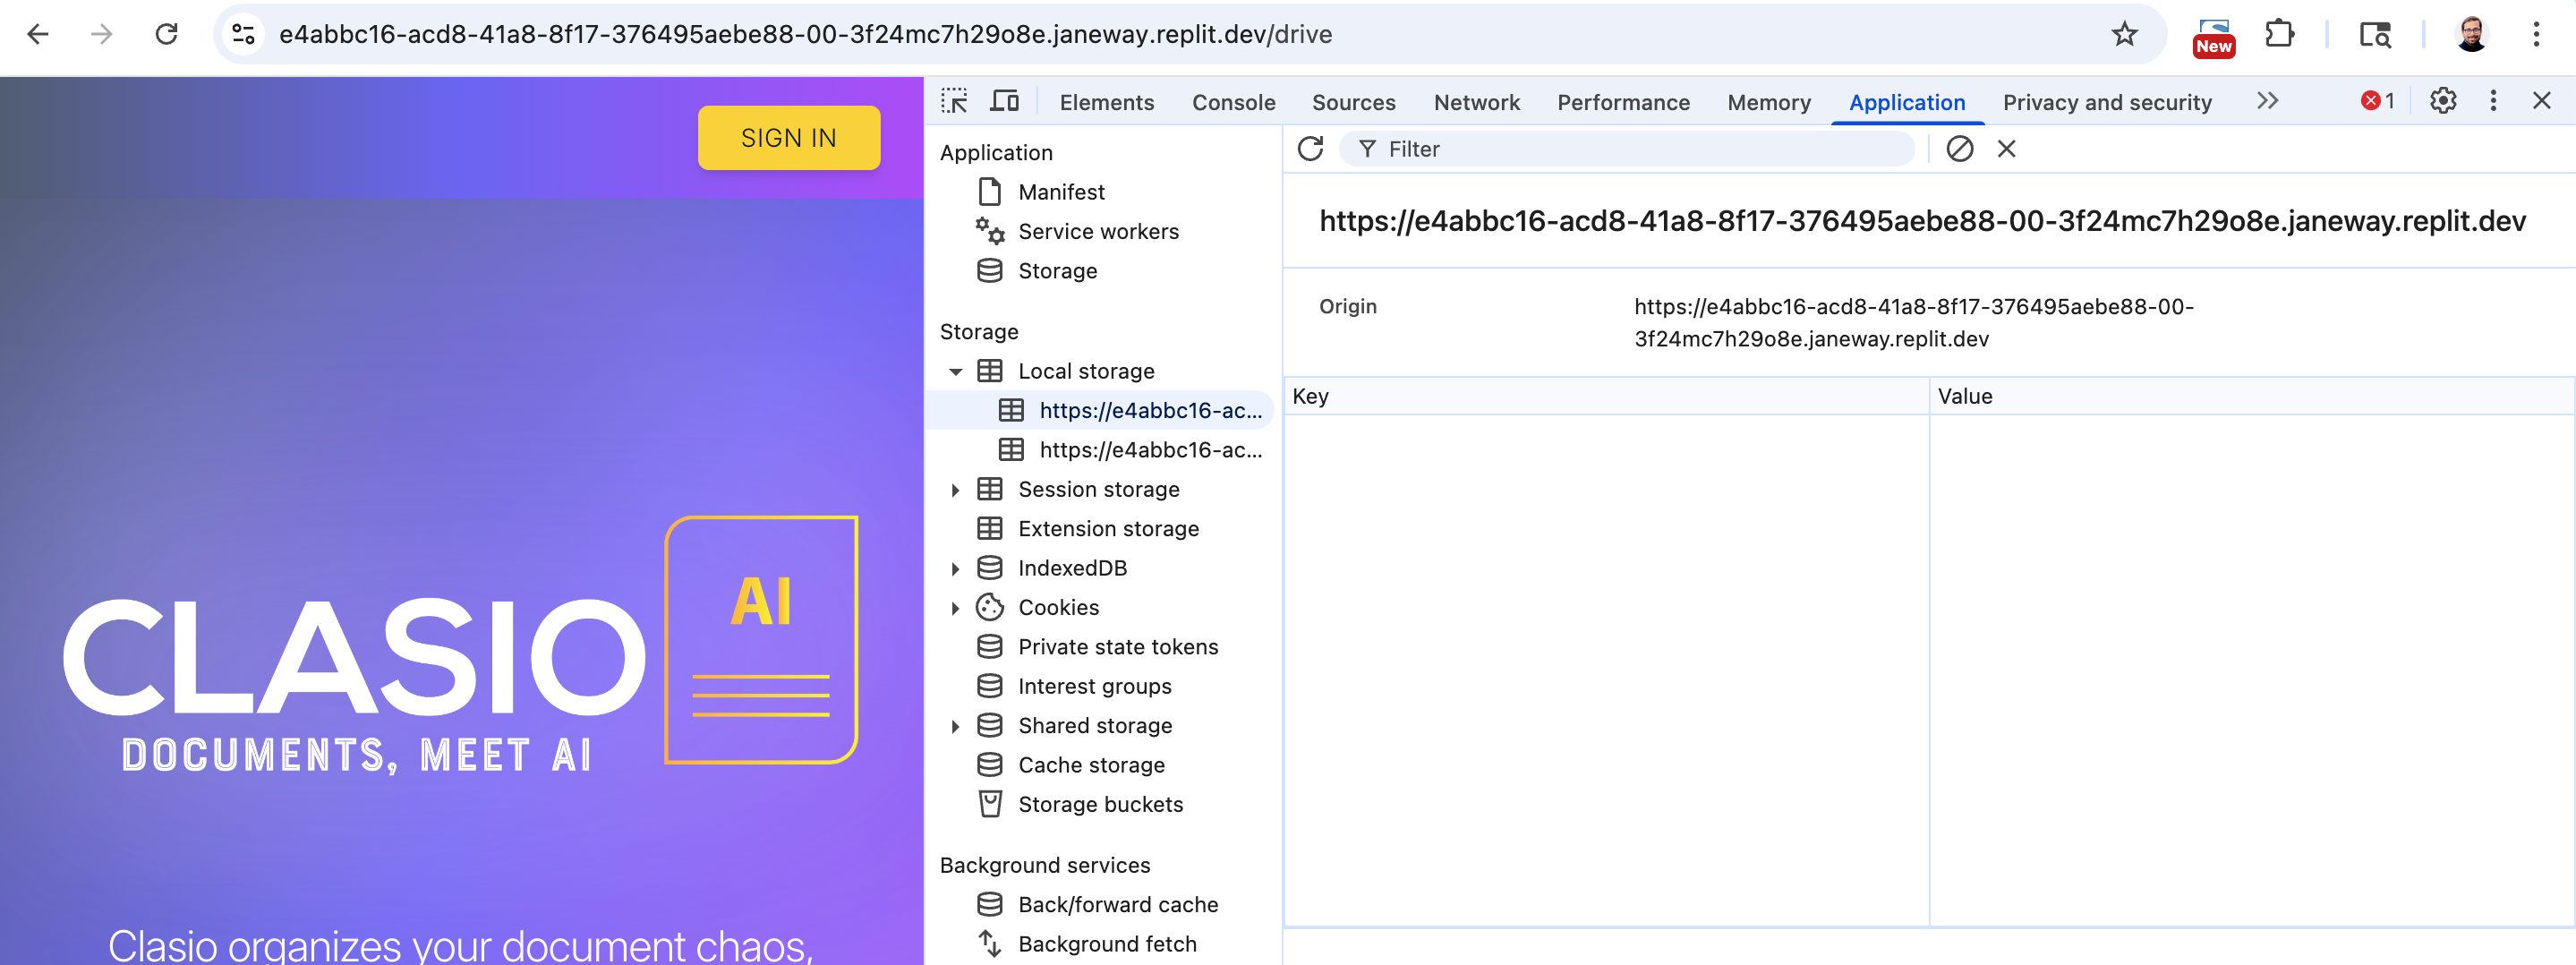 e4abbc16-acd8-41a8-8f17-376495aebe88-00-3f24mc7h29o8e.janeway.replit.dev/drive
New
SIGN IN
CLASIO
AI
DOCUMENTS, MEET AI
Clasio organizes your document chaos,
Elements Console Sources Network Performance Memory Application Privacy and security 1
Application
Manifest
Service workers
Storage
Storage
Local storage
https://e4abbc16-ac...
https://e4abbc16-ac...
Session storage
Extension storage
IndexedDB
Cookies
Private state tokens
Interest groups
Shared storage
Cache storage
Storage buckets
Background services
Back/forward cache
Background fetch
Filter
https://e4abbc16-acd8-41a8-8f17-376495aebe88-00-3f24mc7h29o8e.janeway.replit.dev
Origin https://e4abbc16-acd8-41a8-8f17-376495aebe88-00-
3f24mc7h29o8e.janeway.replit.dev
Key Value